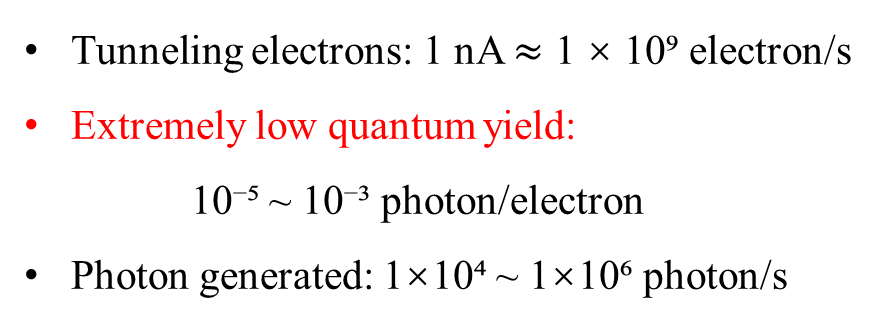 • Tunneling electrons: 1 nA ≈ 1 × 10⁹ electron/s
• Extremely low quantum yield:
10⁻⁵ ~ 10⁻³ photon/electron
• Photon generated: 1×10⁴ ~ 1×10⁶ photon/s